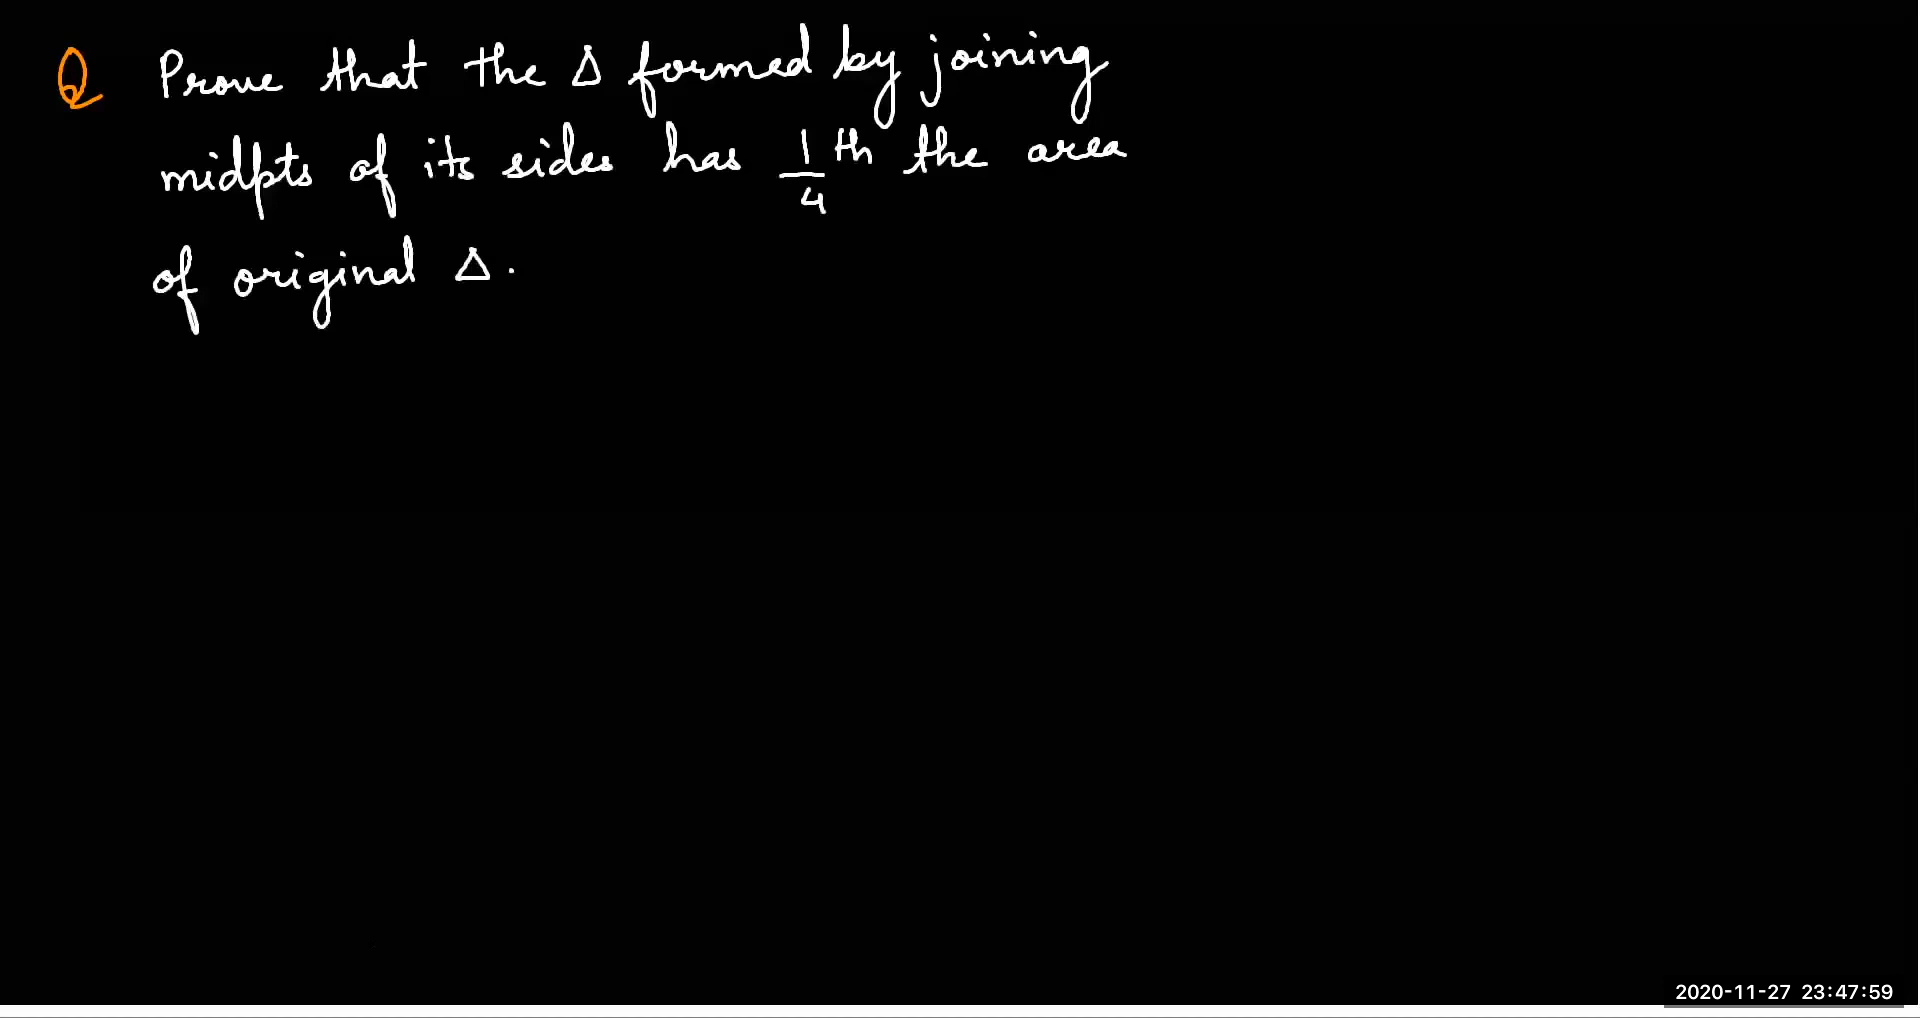 Q Prove that the Δ formed by joining
midpts of its sides has 1/4 th the area
of original Δ.
2020-11-27 23:47:59